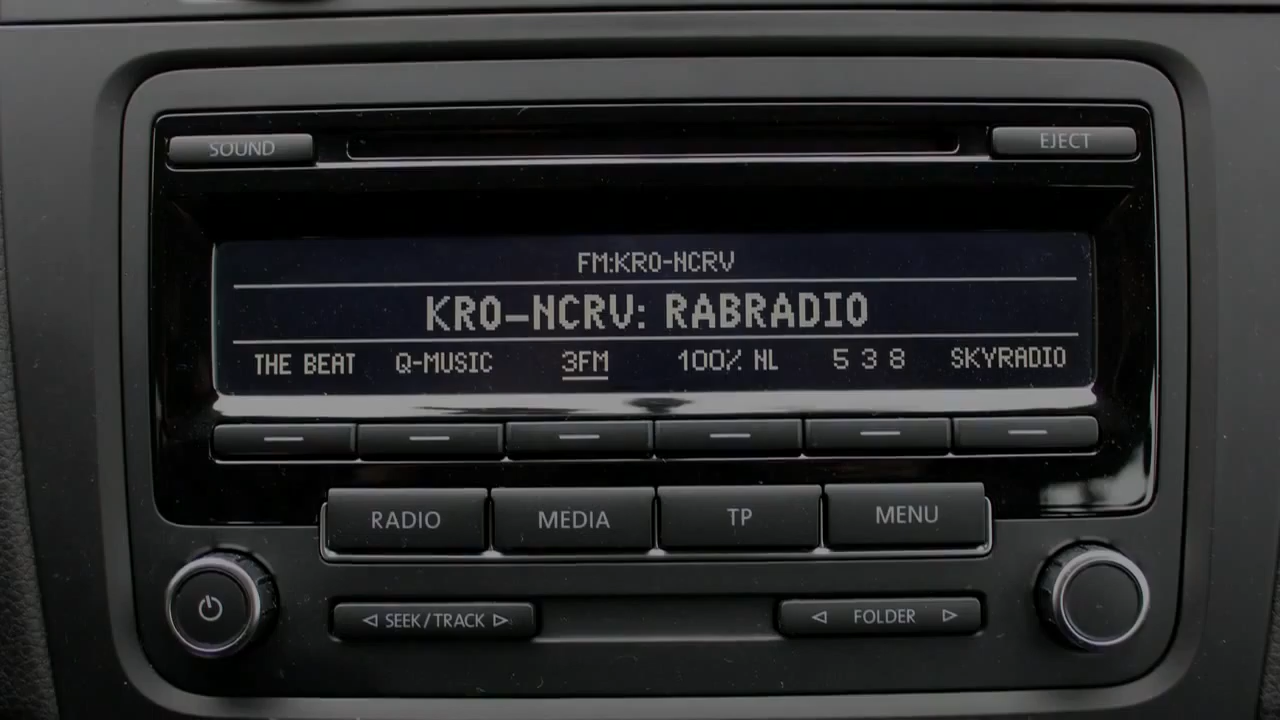 SOUND EJECT
FM:KRO-NCRV
KRO-NCRV: RABRADIO
THE BEAT Q-MUSIC 3FM 100% NL 5 3 8 SKYRADIO
RADIO MEDIA TP MENU
SEEK/TRACK FOLDER